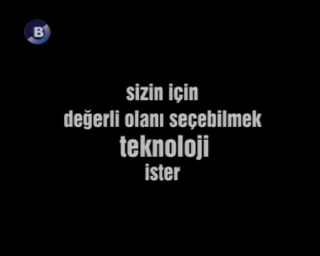 B
sizin için
değerli olanı seçebilmek
teknoloji
ister